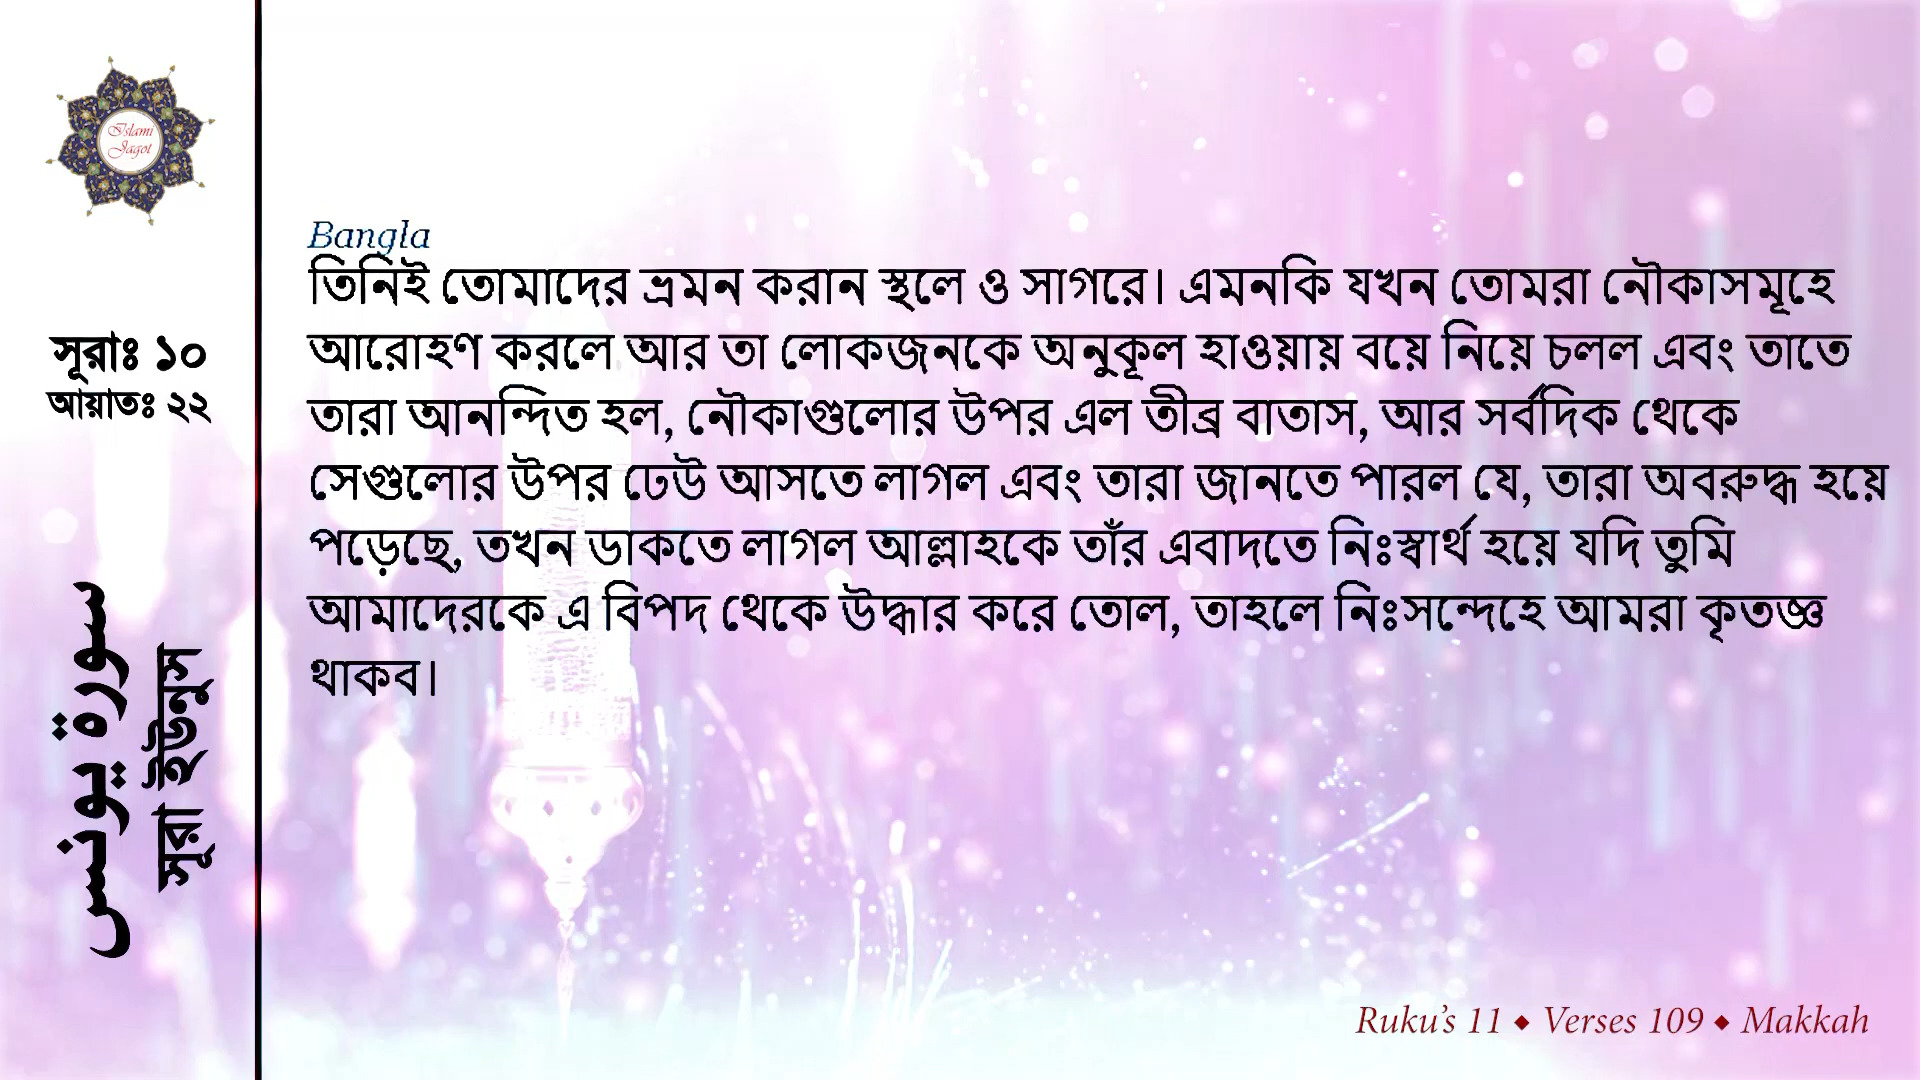 Islami
Jagot
সূরাঃ ১০
আয়াতঃ ২২
سورة يونس
সূরা ইউনুস
Bangla
তিনিই তোমাদের ভ্রমন করান স্থলে ও সাগরে। এমনকি যখন তোমরা নৌকাসমূহে
আরোহণ করলে আর তা লোকজনকে অনুকূল হাওয়ায় বয়ে নিয়ে চলল এবং তাতে
তারা আনন্দিত হল, নৌকাগুলোর উপর এল তীব্র বাতাস, আর সর্বদিক থেকে
সেগুলোর উপর ঢেউ আসতে লাগল এবং তারা জানতে পারল যে, তারা অবরুদ্ধ হয়ে
পড়েছে, তখন ডাকতে লাগল আল্লাহকে তাঁর এবাদতে নিঃস্বার্থ হয়ে যদি তুমি
আমাদেরকে এ বিপদ থেকে উদ্ধার করে তোল, তাহলে নিঃসন্দেহে আমরা কৃতজ্ঞ
থাকব।
Ruku's 11 ◆ Verses 109 ◆ Makkah